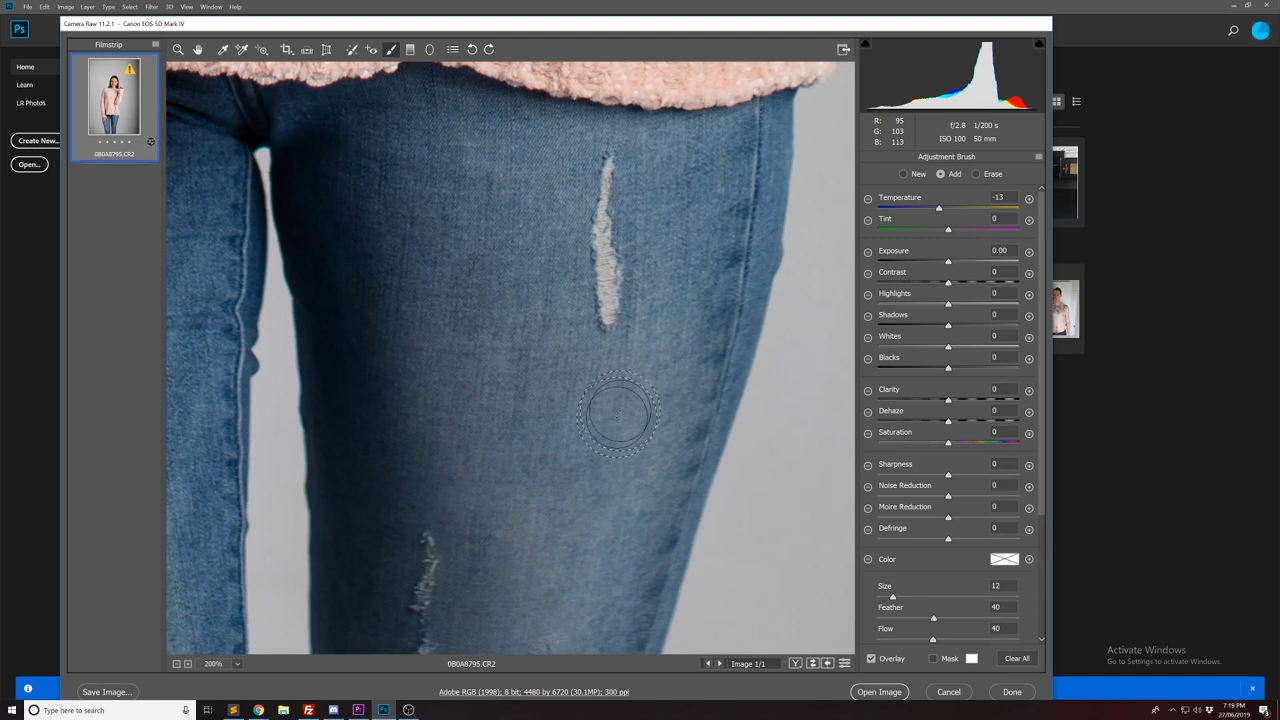 File Edit Image Layer Type Select Filter 3D View Window Help
Camera Raw 11.2.1 - Canon EOS 5D Mark IV
Ps
Home
Learn
LR Photos
Create New...
Open...
Filmstrip
0B0A8795.CR2
R: 95
G: 103
B: 113
f/2.8 1/200 s
ISO 100 50 mm
Adjustment Brush
New Add Erase
Temperature -13
Tint 0
Exposure 0.00
Contrast 0
Highlights 0
Shadows 0
Whites 0
Blacks 0
Clarity 0
Dehaze 0
Saturation 0
Sharpness 0
Noise Reduction 0
Moire Reduction 0
Defringe 0
Color
Size 12
Feather 40
Flow 40
Overlay Mask Clear All
200% 0B0A8795.CR2 Image 1/1 Y
Save Image... Adobe RGB (1998); 8 bit; 4480 by 6720 (30.1MP); 300 ppi Open Image Cancel Done
Activate Windows
Go to Settings to activate Windows.
Type here to search
7:19 PM
27/06/2019